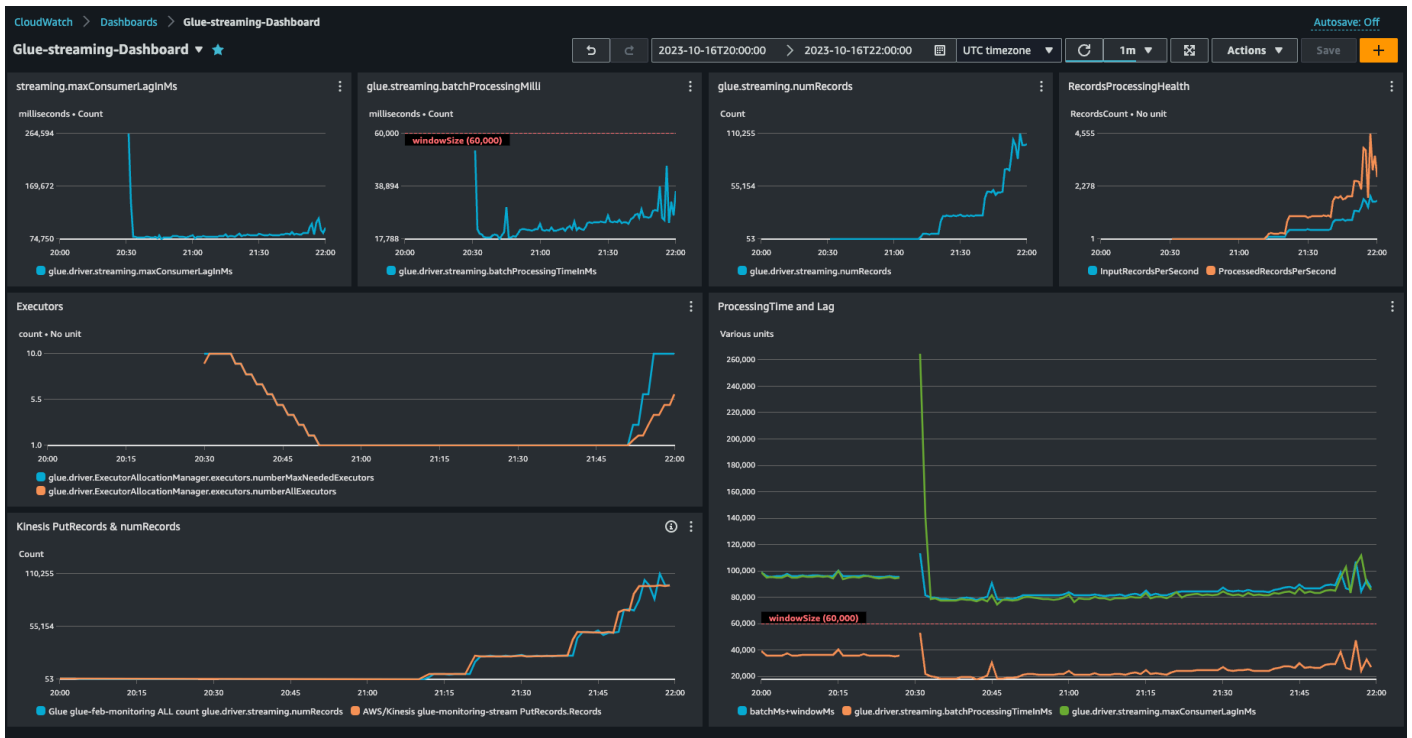 CloudWatch > Dashboards > Glue-streaming-Dashboard
Autosave: Off
Glue-streaming-Dashboard
2023-10-16T20:00:00 > 2023-10-16T22:00:00
UTC timezone
1m
Actions
Save
+
streaming.maxConsumerLagInMs
milliseconds • Count
264,594
169,672
74,750
20:00 20:30 21:00 21:30 22:00
glue.driver.streaming.maxConsumerLagInMs
glue.streaming.batchProcessingMilli
milliseconds • Count
60,000
windowSize (60,000)
38,894
17,788
20:00 20:30 21:00 21:30 22:00
glue.driver.streaming.batchProcessingTimeInMs
glue.streaming.numRecords
Count
110,255
55,154
53
20:00 20:30 21:00 21:30 22:00
glue.driver.streaming.numRecords
RecordsProcessingHealth
RecordsCount • No unit
4,555
2,278
1
20:00 20:30 21:00 21:30 22:00
InputRecordsPerSecond ProcessedRecordsPerSecond
Executors
count • No unit
10.0
5.5
1.0
20:00 20:15 20:30 20:45 21:00 21:15 21:30 21:45 22:00
glue.driver.ExecutorAllocationManager.executors.numberMaxNeededExecutors
glue.driver.ExecutorAllocationManager.executors.numberAllExecutors
Kinesis PutRecords & numRecords
Count
110,255
55,154
53
20:00 20:15 20:30 20:45 21:00 21:15 21:30 21:45 22:00
Glue glue-feb-monitoring ALL count glue.driver.streaming.numRecords AWS/Kinesis glue-monitoring-stream PutRecords.Records
ProcessingTime and Lag
Various units
260,000
240,000
220,000
200,000
180,000
160,000
140,000
120,000
100,000
80,000
60,000
windowSize (60,000)
40,000
20,000
20:00 20:15 20:30 20:45 21:00 21:15 21:30 21:45 22:00
batchMs+windowMs glue.driver.streaming.batchProcessingTimeInMs glue.driver.streaming.maxConsumerLagInMs